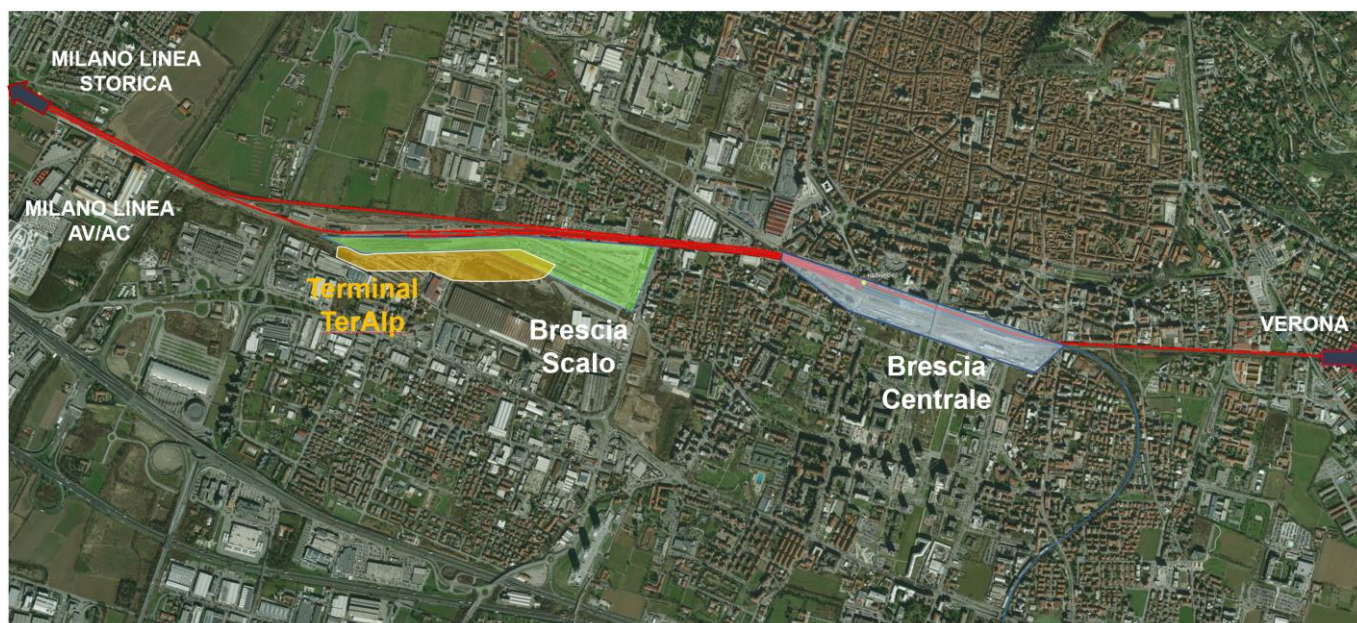 MILANO LINEA
STORICA
MILANO LINEA
AV/AC
Terminal
TerAlp
Brescia
Scalo
Brescia
Centrale
VERONA